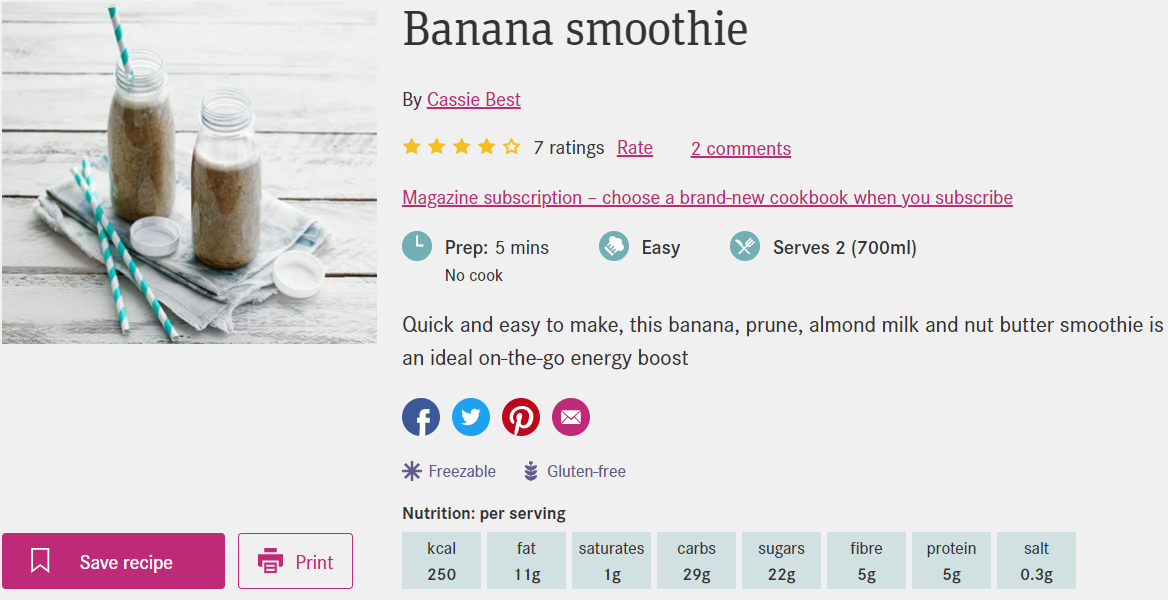 Banana smoothie
By Cassie Best
7 ratings Rate 2 comments
Magazine subscription – choose a brand-new cookbook when you subscribe
Prep: 5 mins Easy Serves 2 (700ml)
No cook
Quick and easy to make, this banana, prune, almond milk and nut butter smoothie is
an ideal on-the-go energy boost
Freezable Gluten-free
Nutrition: per serving
kcal fat saturates carbs sugars fibre protein salt
250 11g 1g 29g 22g 5g 5g 0.3g
Save recipe Print